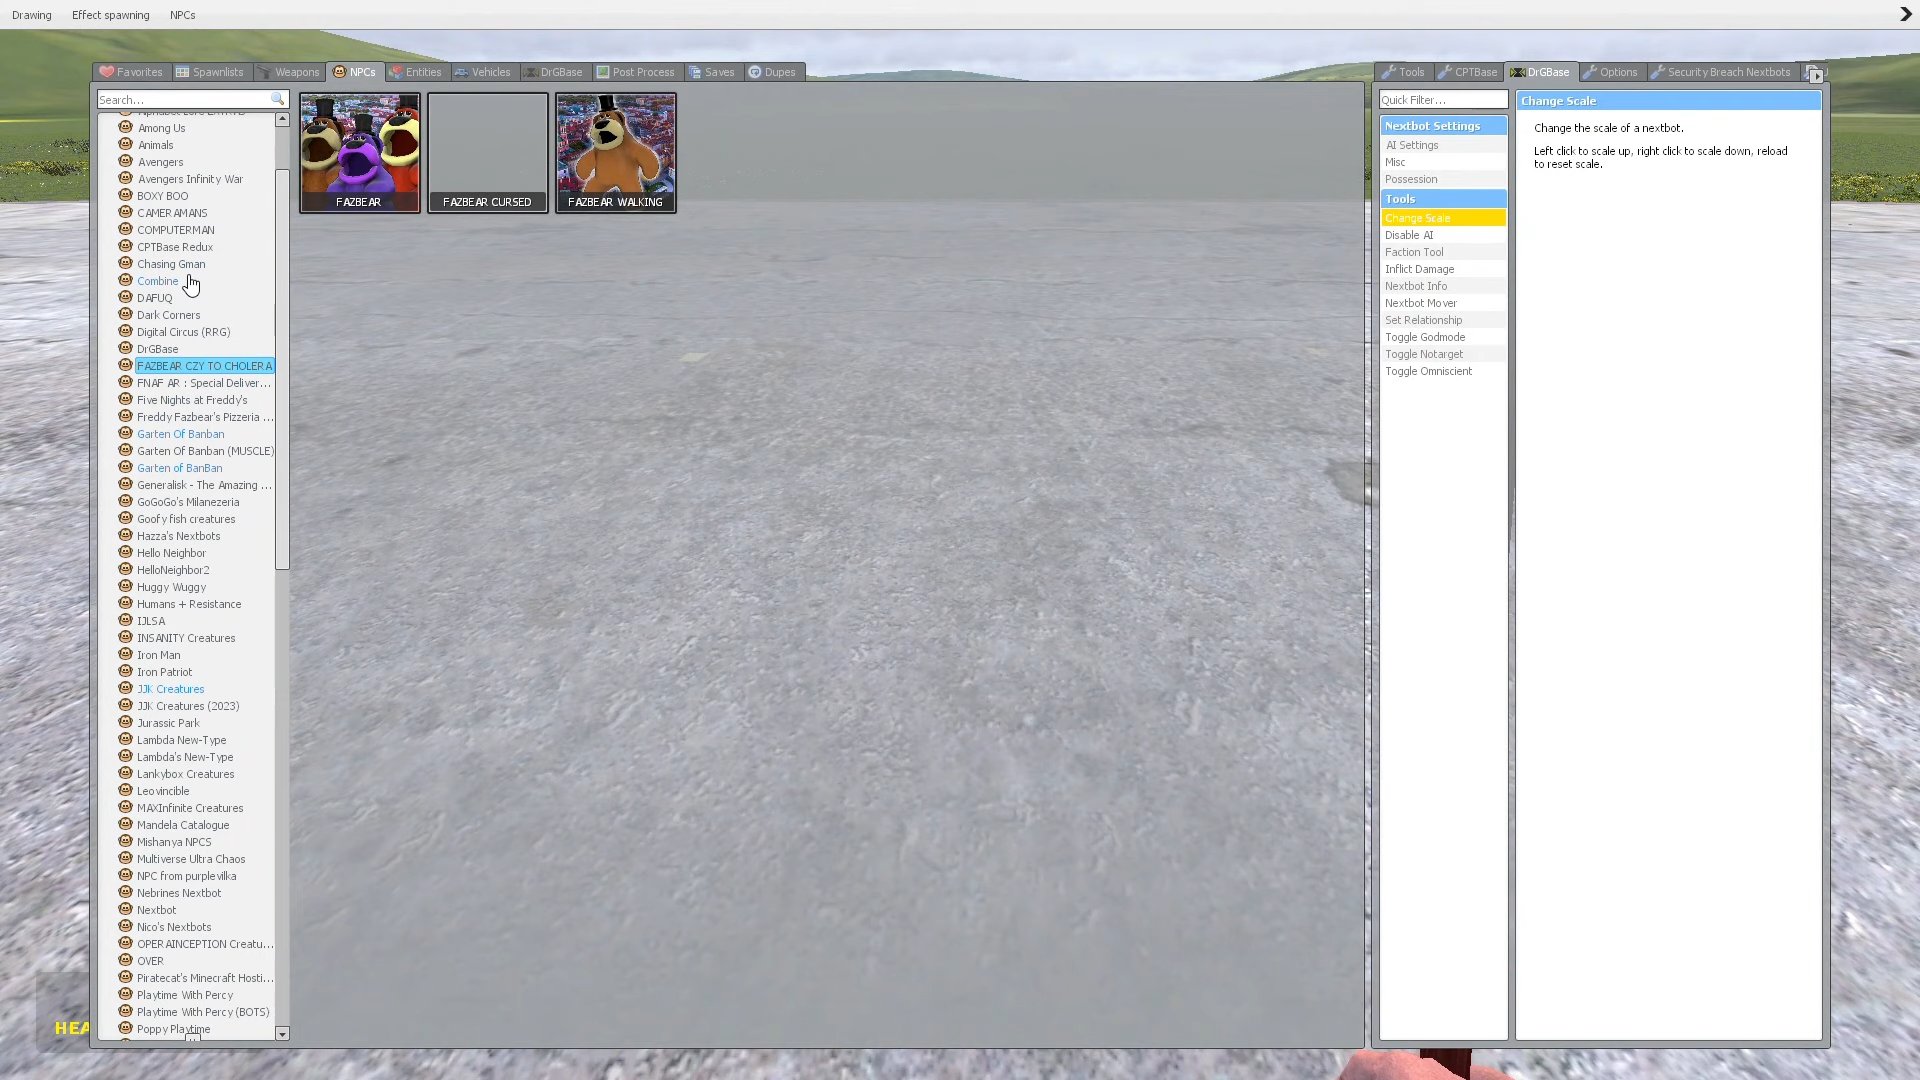 Drawing Effect spawning NPCs
Favorites Spawnlists Weapons NPCs Entities Vehicles DrGBase Post Process Saves Dupes
Search...
Among Us
Animals
Avengers
Avengers Infinity War
BOXY BOO
CAMERAMANS
COMPUTERMAN
CPTBase Redux
Chasing Gman
Combine
DAFUQ
Dark Corners
Digital Circus (RRG)
DrGBase
FAZBEAR CZY TO CHOLERA
FNAF AR : Special Deliver...
Five Nights at Freddy's
Freddy Fazbear's Pizzeria ...
Garten Of Banban
Garten Of Banban (MUSCLE)
Garten of BanBan
Generalisk - The Amazing ...
GoGoGo's Milanezeria
Goofy fish creatures
Hazza's Nextbots
Hello Neighbor
HelloNeighbor2
Huggy Wuggy
Humans + Resistance
IJLSA
INSANITY Creatures
Iron Man
Iron Patriot
JJK Creatures
JJK Creatures (2023)
Jurassic Park
Lambda New-Type
Lambda's New-Type
Lankybox Creatures
Leovincible
MAXInfinite Creatures
Mandela Catalogue
Mishanya NPCS
Multiverse Ultra Chaos
NPC from purplevilka
Nebrines Nextbot
Nextbot
Nico's Nextbots
OPERAINCEPTION Creatu...
OVER
Piratecat's Minecraft Hosti...
Playtime With Percy
Playtime With Percy (BOTS)
Poppy Playtime
FAZBEAR
FAZBEAR CURSED
FAZBEAR WALKING
HEA
Tools CPTBase DrGBase Options Security Breach Nextbots
Quick Filter...
Nextbot Settings
AI Settings
Misc
Possession
Tools
Change Scale
Disable AI
Faction Tool
Inflict Damage
Nextbot Info
Nextbot Mover
Set Relationship
Toggle Godmode
Toggle Notarget
Toggle Omniscient
Change Scale
Change the scale of a nextbot.
Left click to scale up, right click to scale down, reload
to reset scale.